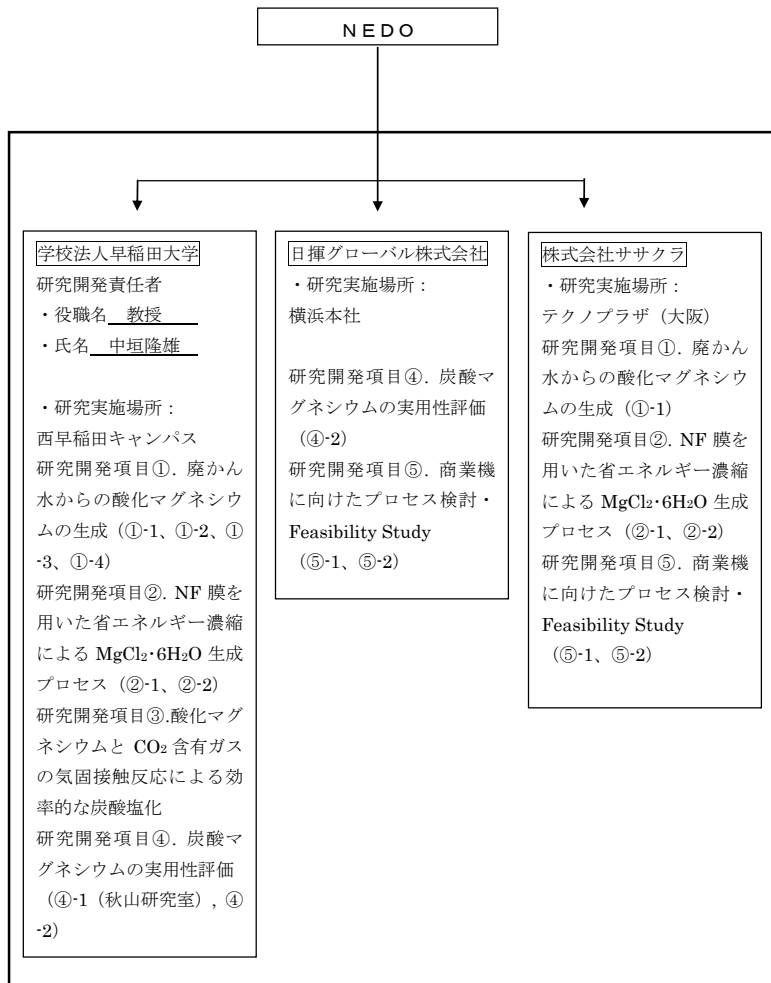 NEDO
学校法人早稲田大学
研究開発責任者
・役職名　教授
・氏名　中垣隆雄
・研究実施場所：
西早稲田キャンパス
研究開発項目①. 廃かん
水からの酸化マグネシウ
ムの生成（①-1、①-2、①
-3、①-4）
研究開発項目②. NF 膜を
用いた省エネルギー濃縮
による MgCl₂・6H₂O 生成
プロセス（②-1、②-2）
研究開発項目③.酸化マグ
ネシウムと CO₂ 含有ガス
の気固接触反応による効
率的な炭酸塩化
研究開発項目④. 炭酸マ
グネシウムの実用性評価
（④-1（秋山研究室）, ④
-2）
日揮グローバル株式会社
・研究実施場所：
横浜本社
研究開発項目④. 炭酸マ
グネシウムの実用性評価
（④-2）
研究開発項目⑤. 商業機
に向けたプロセス検討・
Feasibility Study
（⑤-1、⑤-2）
株式会社ササクラ
・研究実施場所：
テクノプラザ（大阪）
研究開発項目①. 廃かん
水からの酸化マグネシウ
ムの生成（①-1）
研究開発項目②. NF 膜を
用いた省エネルギー濃縮
による MgCl₂・6H₂O 生成
プロセス（②-1、②-2）
研究開発項目⑤. 商業機
に向けたプロセス検討・
Feasibility Study
（⑤-1、⑤-2）